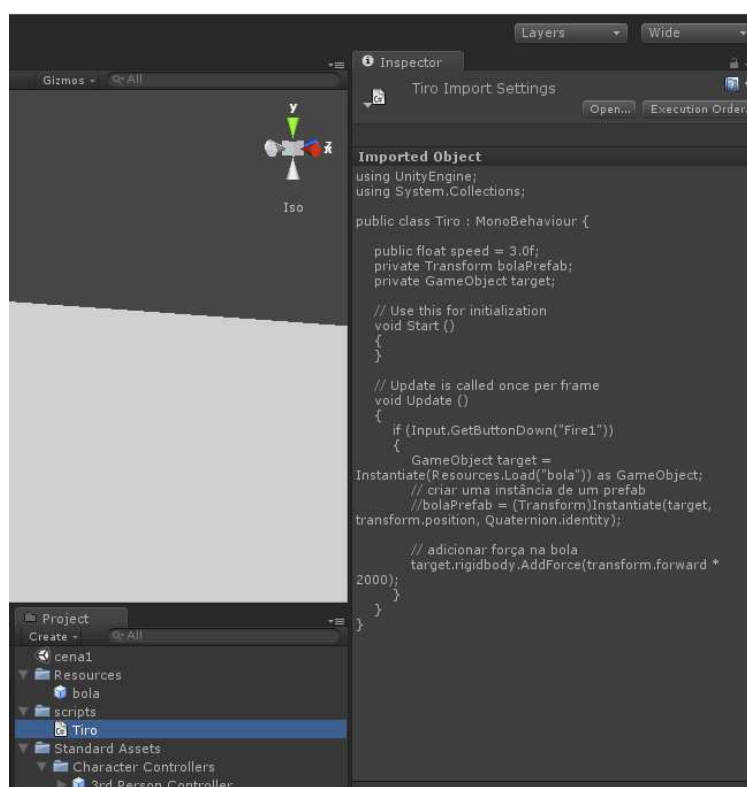 Layers
Wide
Inspector
Gizmos
All
Tiro Import Settings
Open...
Execution Order.
y
z
x
Iso
Imported Object
using UnityEngine;
using System.Collections;
public class Tiro : MonoBehaviour {
public float speed = 3.0f;
private Transform bolaPrefab;
private GameObject target;
// Use this for initialization
void Start ()
{
}
// Update is called once per frame
void Update ()
{
if (Input.GetButtonDown("Fire1"))
{
GameObject target =
Instantiate(Resources.Load("bola")) as GameObject;
// criar uma instância de um prefab
//bolaPrefab = (Transform)Instantiate(target,
transform.position, Quaternion.identity);
// adicionar força na bola
target.rigidbody.AddForce(transform.forward *
2000);
}
}
}
Project
Create
All
cena1
Resources
bola
scripts
Tiro
Standard Assets
Character Controllers
3rd Person Controller